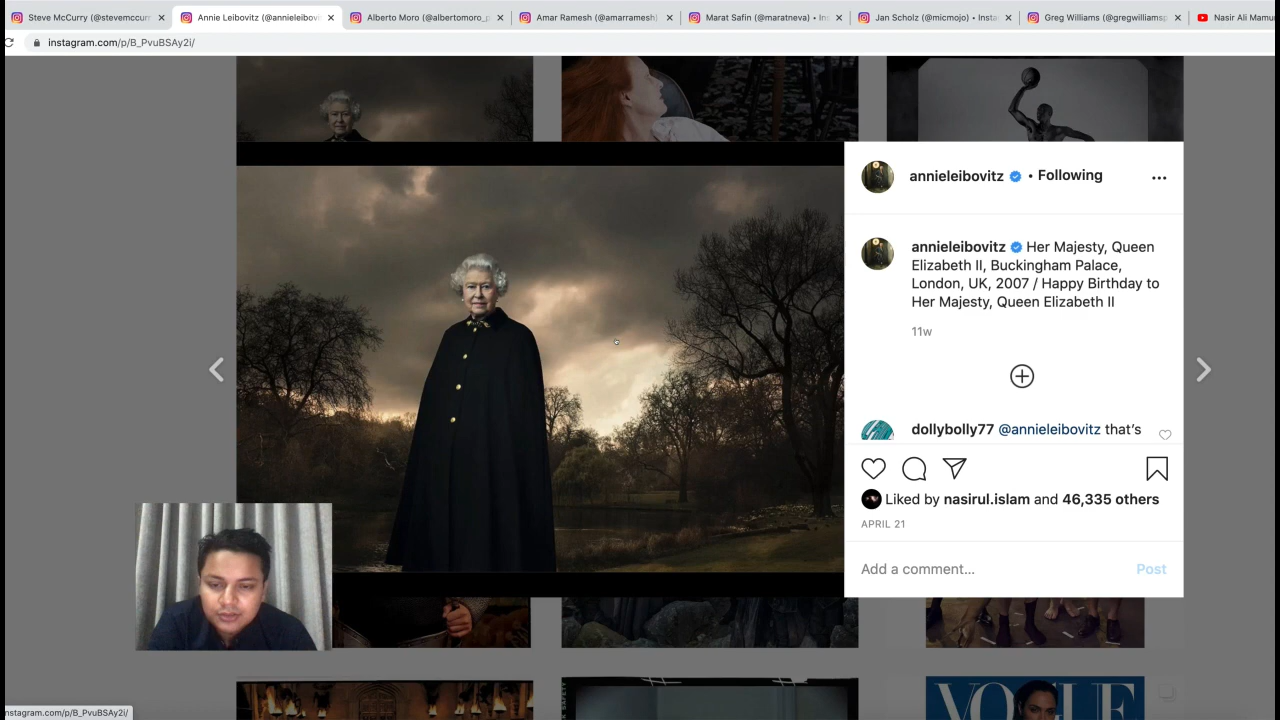 Steve McCurry (@stevemccurr
Annie Leibovitz (@annieleibovi
Alberto Moro (@albertomoro_p
Amar Ramesh (@amarramesh
Marat Safin (@maratneva) • Ins
Jan Scholz (@micmojo) • Insta
Greg Williams (@gregwilliamsp
Nasir Ali Mamu
instagram.com/p/B_PvuBSAy2i/
annieleibovitz • Following
annieleibovitz Her Majesty, Queen
Elizabeth II, Buckingham Palace,
London, UK, 2007 / Happy Birthday to
Her Majesty, Queen Elizabeth II
11w
dollybolly77 @annieleibovitz that's
Liked by nasirul.islam and 46,335 others
APRIL 21
Add a comment... Post
VOGUE
nstagram.com/p/B_PvuBSAy2i/